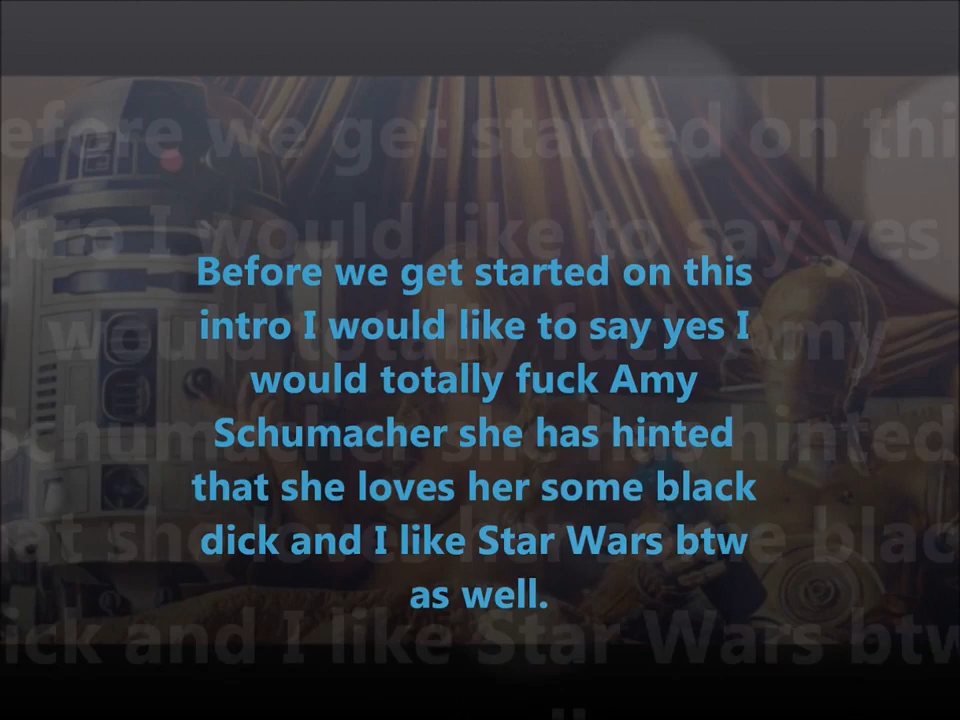 Before we get started on this
intro I would like to say yes I
would totally fuck Amy
Schumacher she has hinted
that she loves her some black
dick and I like Star Wars btw
as well.